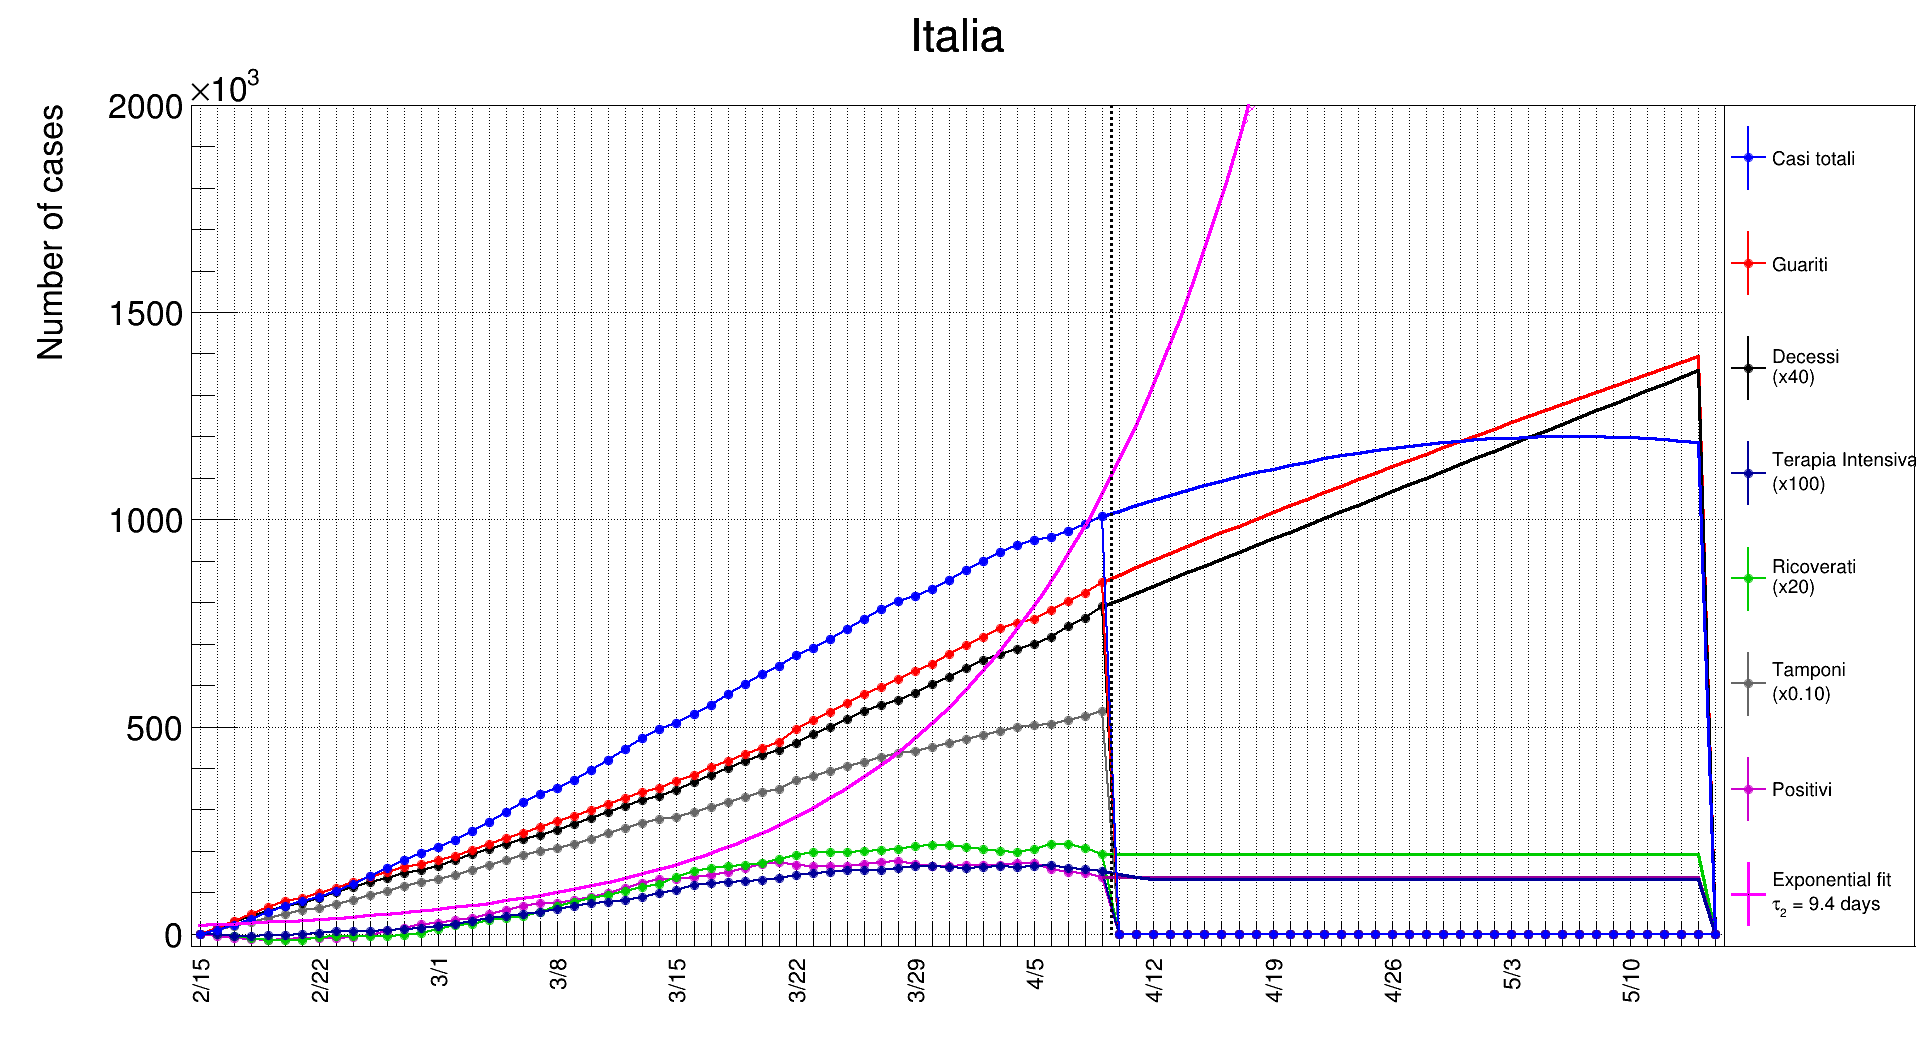 Italia
×10³
Number of cases
2000
1500
1000
500
0
2/15
2/22
3/1
3/8
3/15
3/22
3/29
4/5
4/12
4/19
4/26
5/3
5/10
Casi totali
Guariti
Decessi
(x40)
Terapia Intensiva
(x100)
Ricoverati
(x20)
Tamponi
(x0.10)
Positivi
Exponential fit
τ₂ = 9.4 days